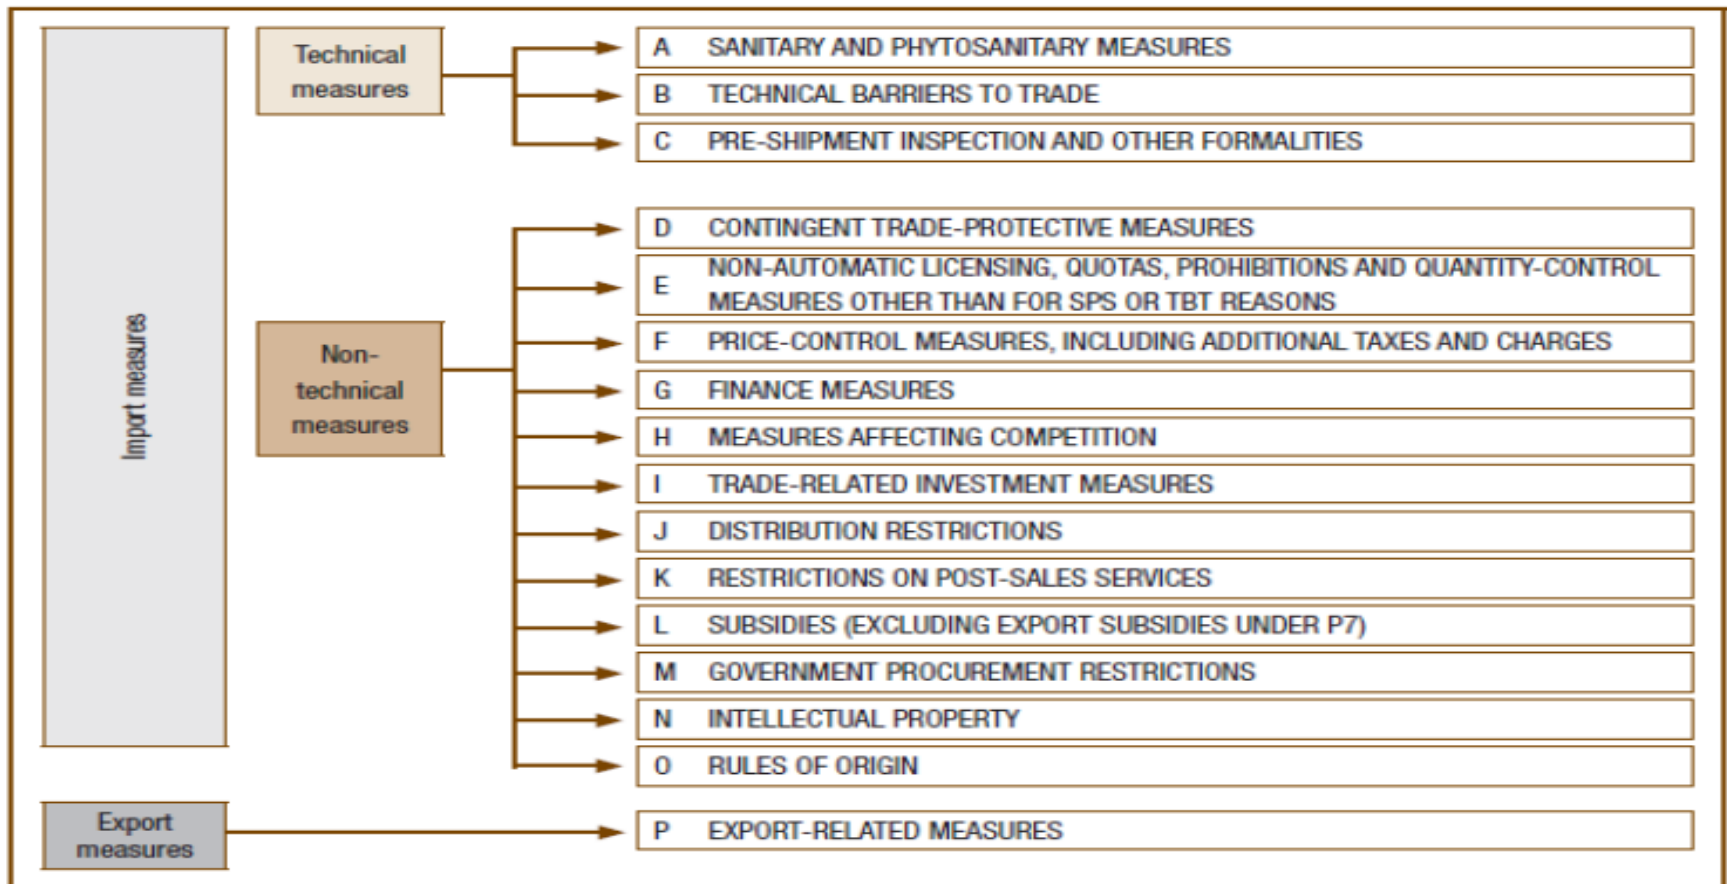 Import measures
Technical
measures
A SANITARY AND PHYTOSANITARY MEASURES
B TECHNICAL BARRIERS TO TRADE
C PRE-SHIPMENT INSPECTION AND OTHER FORMALITIES
Non-
technical
measures
D CONTINGENT TRADE-PROTECTIVE MEASURES
E NON-AUTOMATIC LICENSING, QUOTAS, PROHIBITIONS AND QUANTITY-CONTROL
MEASURES OTHER THAN FOR SPS OR TBT REASONS
F PRICE-CONTROL MEASURES, INCLUDING ADDITIONAL TAXES AND CHARGES
G FINANCE MEASURES
H MEASURES AFFECTING COMPETITION
I TRADE-RELATED INVESTMENT MEASURES
J DISTRIBUTION RESTRICTIONS
K RESTRICTIONS ON POST-SALES SERVICES
L SUBSIDIES (EXCLUDING EXPORT SUBSIDIES UNDER P7)
M GOVERNMENT PROCUREMENT RESTRICTIONS
N INTELLECTUAL PROPERTY
O RULES OF ORIGIN
Export
measures
P EXPORT-RELATED MEASURES